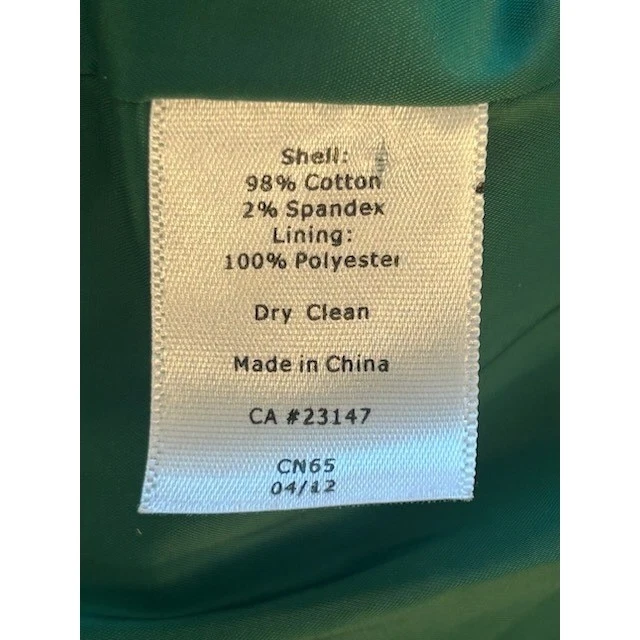 Shell:
98% Cotton
2% Spandex
Lining:
100% Polyester
Dry Clean
Made in China
CA #23147
CN65
04/12